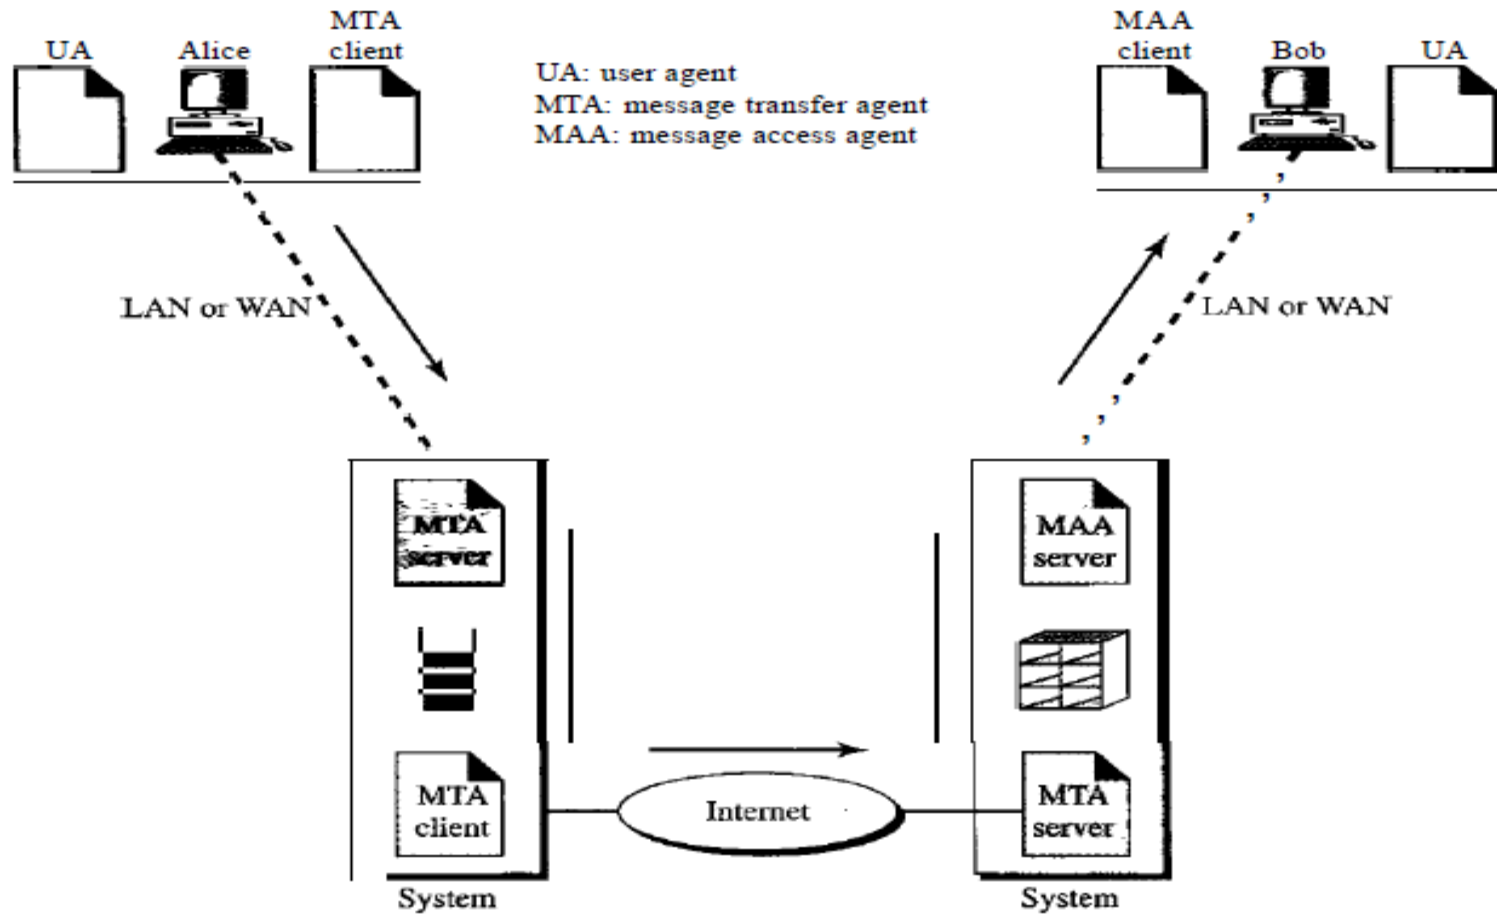 UA
Alice
MTA
client
UA: user agent
MTA: message transfer agent
MAA: message access agent
MAA
client
Bob
UA
LAN or WAN
LAN or WAN
MTA
server
MAA
server
MTA
client
Internet
MTA
server
System
System